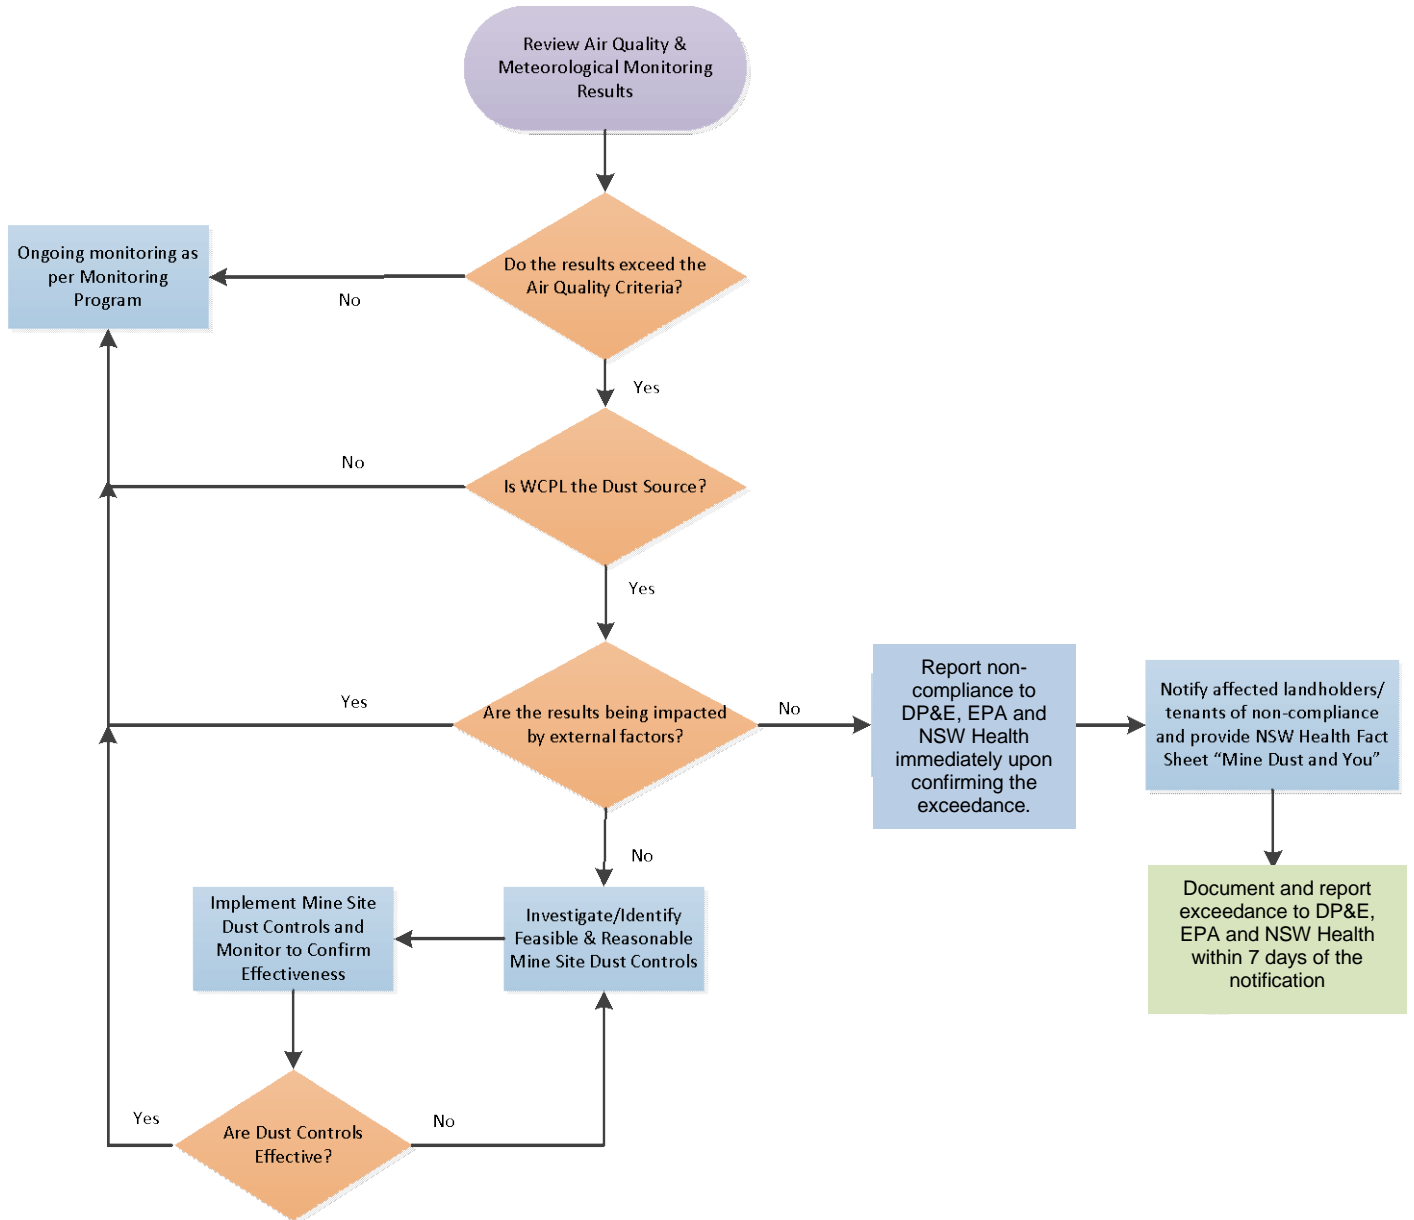 Review Air Quality &
Meteorological Monitoring
Results
Ongoing monitoring as
per Monitoring
Program
No
Do the results exceed the
Air Quality Criteria?
Yes
No
Is WCPL the Dust Source?
Yes
Yes
Are the results being impacted
by external factors?
No
Report non-
compliance to
DP&E, EPA and
NSW Health
immediately upon
confirming the
exceedance.
Notify affected landholders/
tenants of non-compliance
and provide NSW Health Fact
Sheet “Mine Dust and You”
No
Implement Mine Site
Dust Controls and
Monitor to Confirm
Effectiveness
Investigate/Identify
Feasible & Reasonable
Mine Site Dust Controls
Document and report
exceedance to DP&E,
EPA and NSW Health
within 7 days of the
notification
Yes
Are Dust Controls
Effective?
No